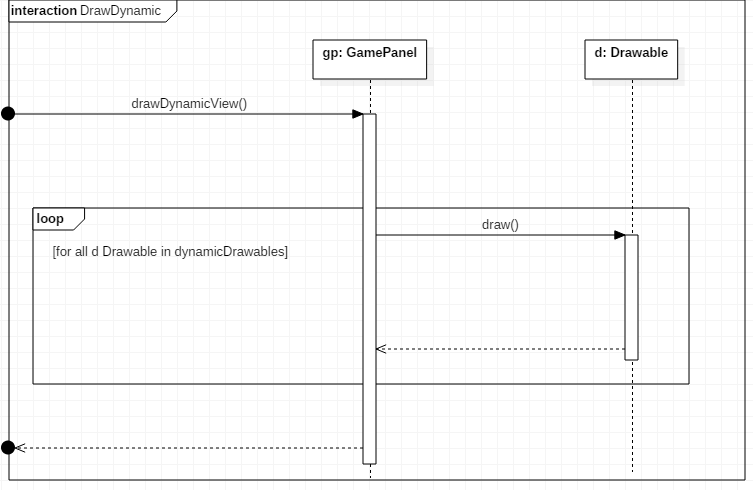 interaction DrawDynamic
gp: GamePanel
d: Drawable
drawDynamicView()
loop
draw()
[for all d Drawable in dynamicDrawables]